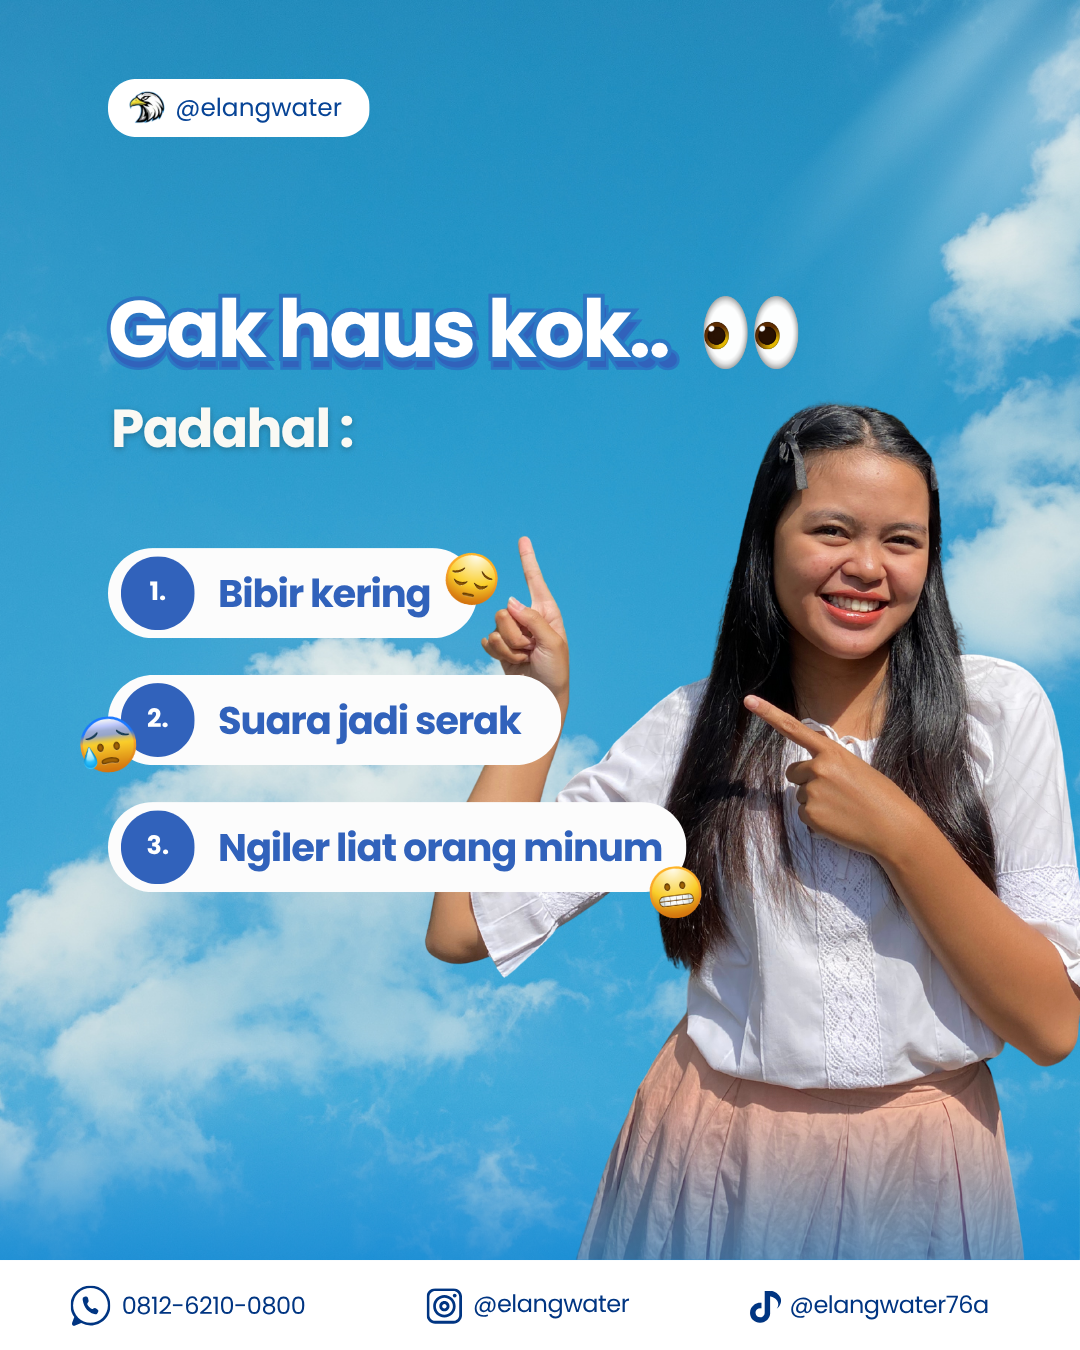 @elangwater
Gak haus kok.. 👀
Padahal :
1. Bibir kering 😔
2. Suara jadi serak 😰
3. Ngiler liat orang minum 😬
0812-6210-0800 @elangwater @elangwater76a